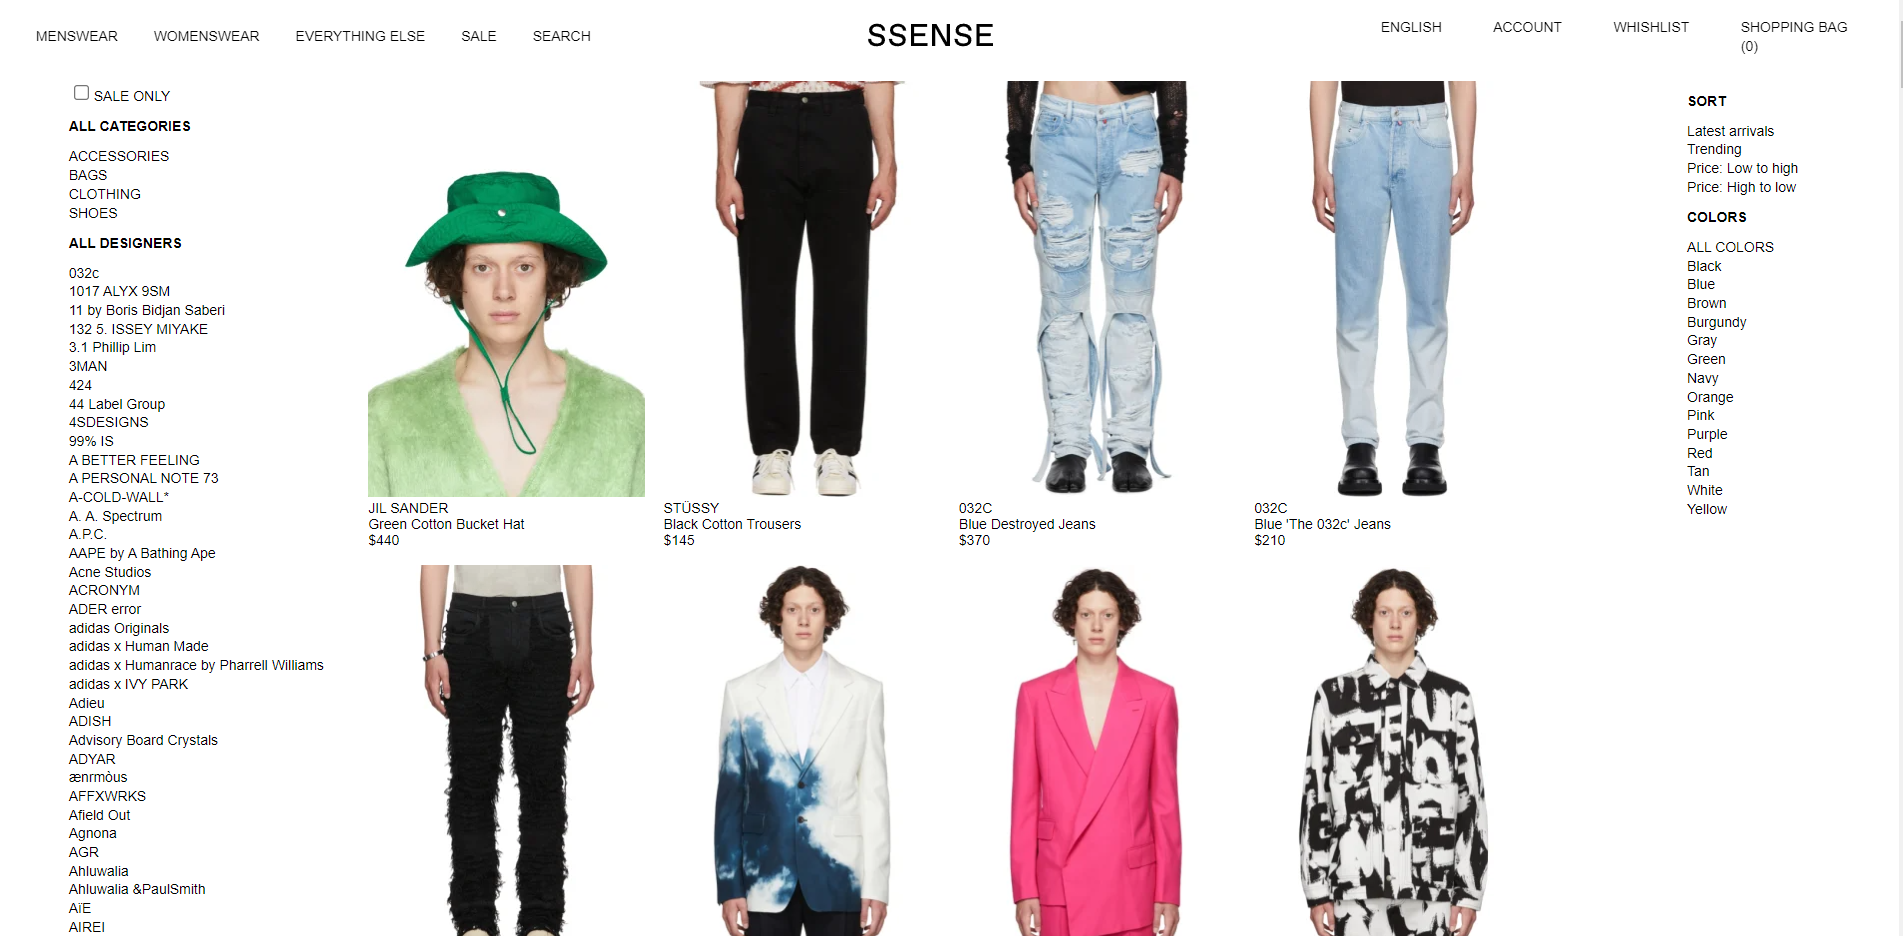 MENSWEAR WOMENSWEAR EVERYTHING ELSE SALE SEARCH
SSENSE
ENGLISH ACCOUNT WHISHLIST SHOPPING BAG
(0)
SALE ONLY
ALL CATEGORIES
ACCESSORIES
BAGS
CLOTHING
SHOES
ALL DESIGNERS
032c
1017 ALYX 9SM
11 by Boris Bidjan Saberi
132 5. ISSEY MIYAKE
3.1 Phillip Lim
3MAN
424
44 Label Group
4SDESIGNS
99% IS
A BETTER FEELING
A PERSONAL NOTE 73
A-COLD-WALL*
A. A. Spectrum
A.P.C.
AAPE by A Bathing Ape
Acne Studios
ACRONYM
ADER error
adidas Originals
adidas x Human Made
adidas x Humanrace by Pharrell Williams
adidas x IVY PARK
Adieu
ADISH
Advisory Board Crystals
ADYAR
ænrmòus
AFFXWRKS
Afield Out
Agnona
AGR
Ahluwalia
Ahluwalia &PaulSmith
AïE
AIREI
JIL SANDER
Green Cotton Bucket Hat
$440
STÜSSY
Black Cotton Trousers
$145
032C
Blue Destroyed Jeans
$370
032C
Blue 'The 032c' Jeans
$210
SORT
Latest arrivals
Trending
Price: Low to high
Price: High to low
COLORS
ALL COLORS
Black
Blue
Brown
Burgundy
Gray
Green
Navy
Orange
Pink
Purple
Red
Tan
White
Yellow